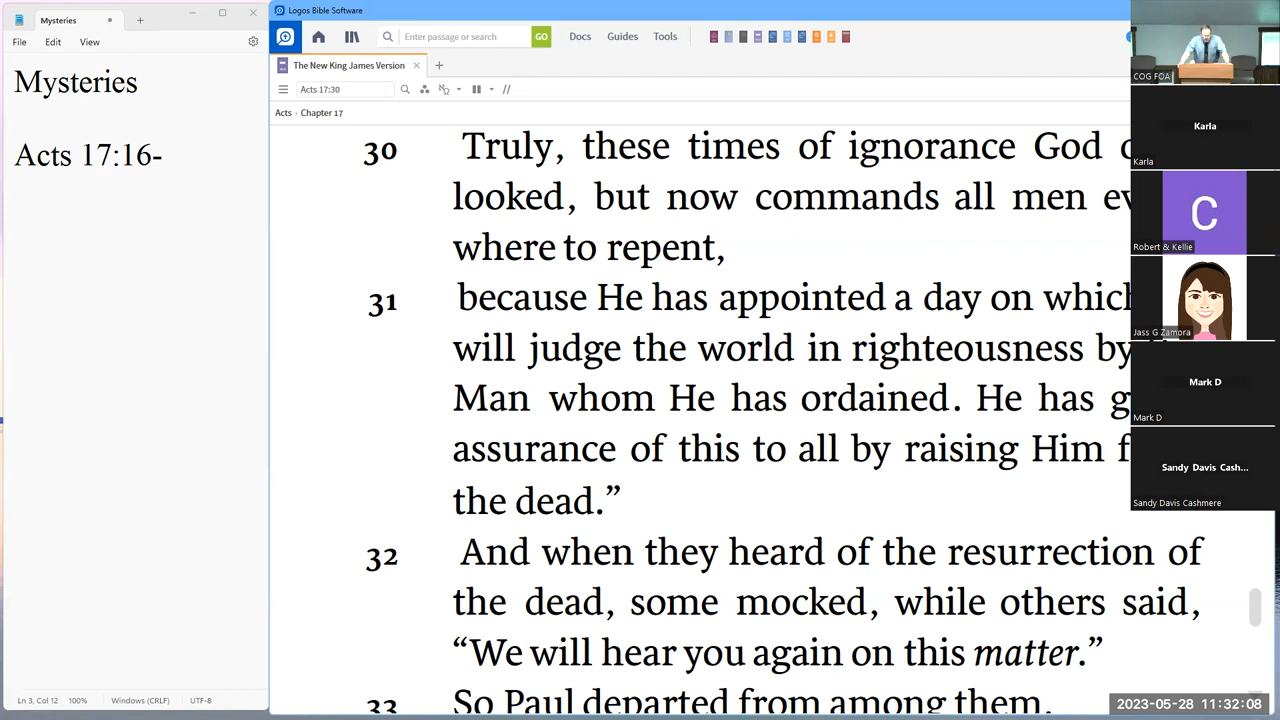 Mysteries
File Edit View
Mysteries
Acts 17:16-
Ln 3, Col 12 100% Windows (CRLF) UTF-8
Logos Bible Software
Enter passage or search GO Docs Guides Tools
The New King James Version
Acts 17:30
Acts › Chapter 17
30 Truly, these times of ignorance God
looked, but now commands all men ev
where to repent,
31 because He has appointed a day on which
will judge the world in righteousness by
Man whom He has ordained. He has g
assurance of this to all by raising Him f
the dead.”
32 And when they heard of the resurrection of
the dead, some mocked, while others said,
“We will hear you again on this matter.”
33 So Paul departed from among them.
COG FOA
Karla
Karla
C
Robert & Kellie
Jass G Zamora
Mark D
Mark D
Sandy Davis Cash...
Sandy Davis Cashmere
2023-05-28 11:32:08